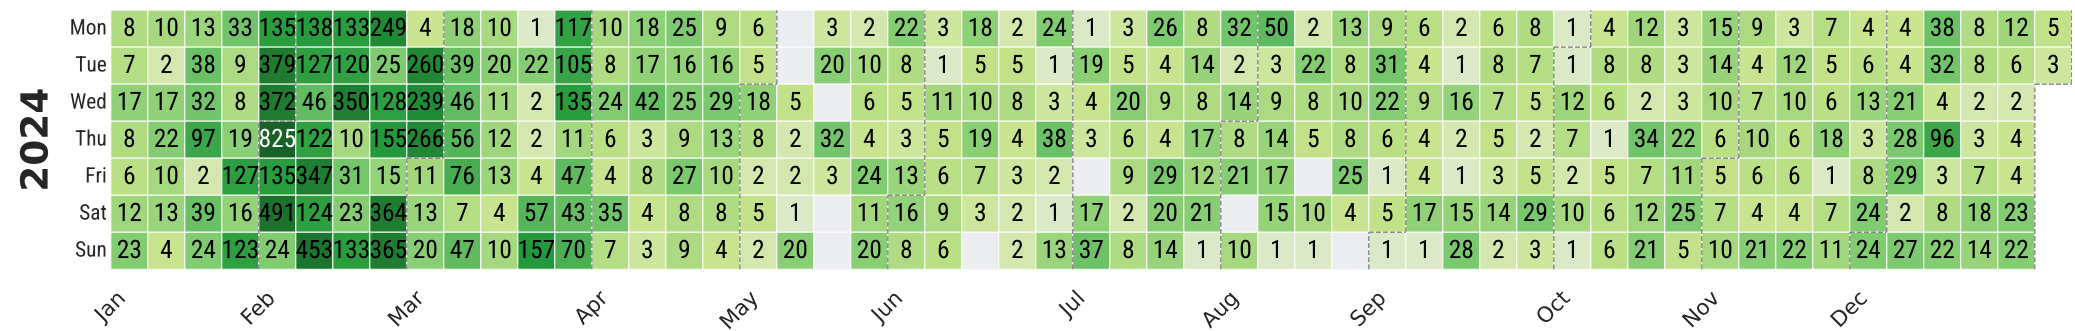 2024
Mon 8 10 13 33 135 138 133 249 4 18 10 1 117 10 18 25 9 6 3 2 22 3 18 2 24 1 3 26 8 32 50 2 13 9 6 2 6 8 1 4 12 3 15 9 3 7 4 4 38 8 12 5
Tue 7 2 38 9 379 127 120 25 260 39 20 22 105 8 17 16 16 5 20 10 8 1 5 5 1 19 5 4 14 2 3 22 8 31 4 1 8 7 1 8 8 3 14 4 12 5 6 4 32 8 6 3
Wed 17 17 32 8 372 46 350 128 239 46 11 2 135 24 42 25 29 18 5 6 5 11 10 8 3 4 20 9 8 14 9 8 10 22 9 16 7 5 12 6 2 3 10 7 10 6 13 21 4 2 2
Thu 8 22 97 19 825 122 10 155 266 56 12 2 11 6 3 9 13 8 2 32 4 3 5 19 4 38 3 6 4 17 8 14 5 8 6 4 2 5 2 7 1 34 22 6 10 6 18 3 28 96 3 4
Fri 6 10 2 127 135 347 31 15 11 76 13 4 47 4 8 27 10 2 2 3 24 13 6 7 3 2 9 29 12 21 17 25 1 4 1 3 5 2 5 7 11 5 6 6 1 8 29 3 7 4
Sat 12 13 39 16 491 124 23 364 13 7 4 57 43 35 4 8 8 5 1 11 16 9 3 2 1 17 2 20 21 15 10 4 5 17 15 14 29 10 6 12 25 7 4 4 7 24 2 8 18 23
Sun 23 4 24 123 24 453 133 365 20 47 10 157 70 7 3 9 4 2 20 20 8 6 2 13 37 8 14 1 10 1 1 1 1 28 2 3 1 6 21 5 10 21 22 11 24 27 22 14 22
Jan Feb Mar Apr May Jun Jul Aug Sep Oct Nov Dec